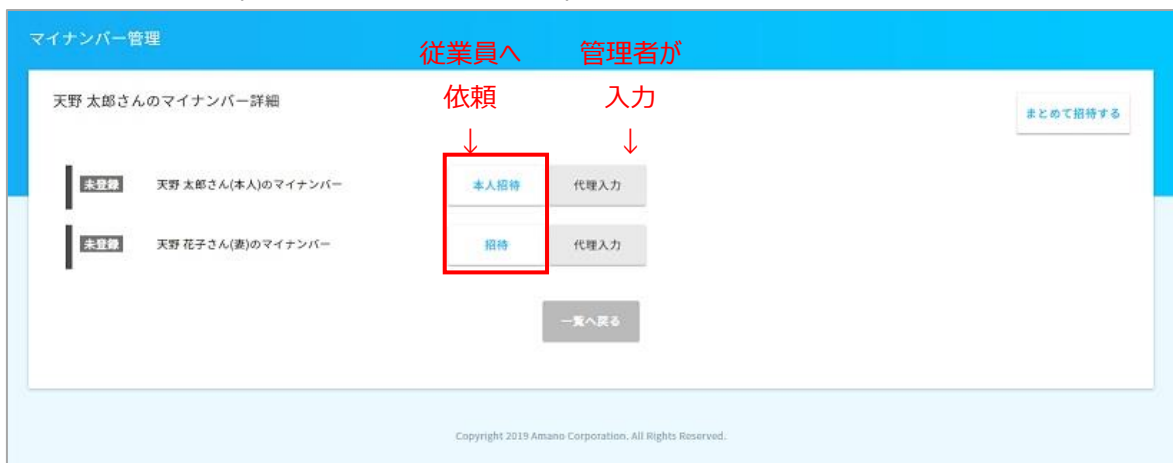 マイナンバー管理
従業員へ
依頼
↓
管理者が
入力
↓
天野 太郎さんのマイナンバー詳細
まとめて招待する
未登録 天野 太郎さん(本人)のマイナンバー 本人招待 代理入力
未登録 天野 花子さん(妻)のマイナンバー 招待 代理入力
一覧へ戻る
Copyright 2019 Amano Corporation. All Rights Reserved.